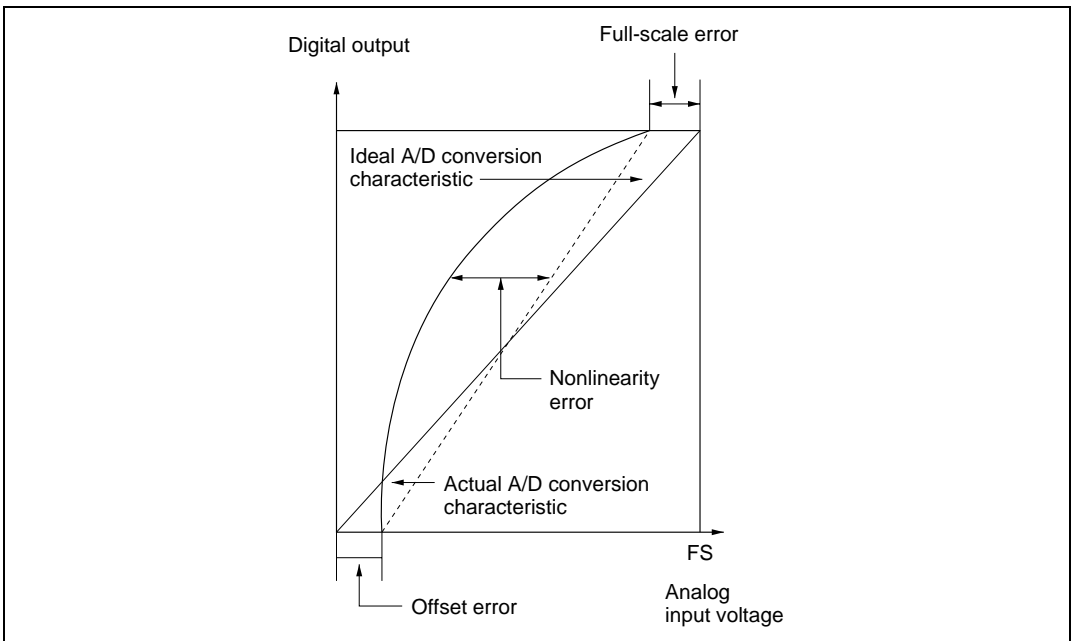 Digital output
Full-scale error
Ideal A/D conversion
characteristic
Nonlinearity
error
Actual A/D conversion
characteristic
FS
Offset error
Analog
input voltage